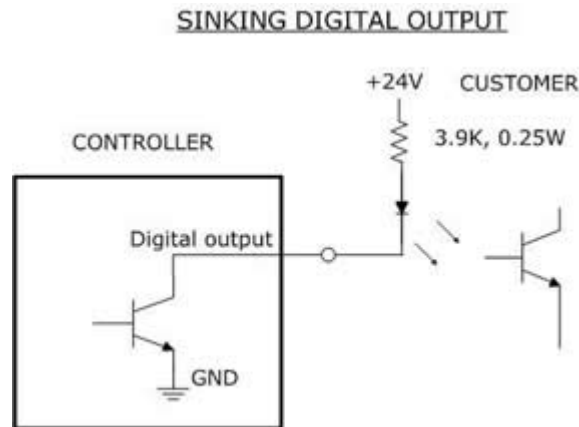 SINKING DIGITAL OUTPUT
+24V
CUSTOMER
CONTROLLER
3.9K, 0.25W
Digital output
GND